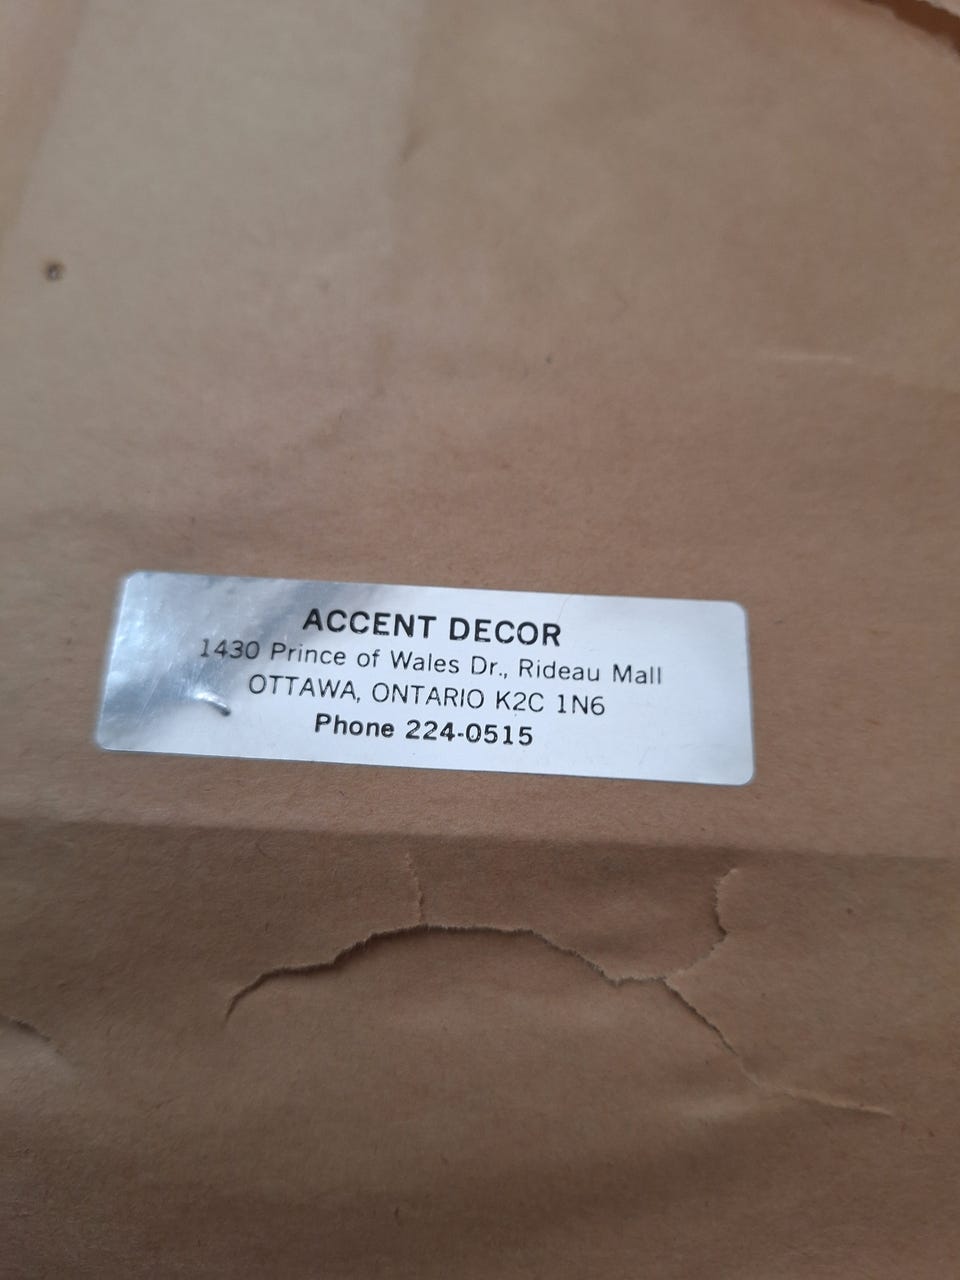 ACCENT DECOR
1430 Prince of Wales Dr., Rideau Mall
OTTAWA, ONTARIO K2C 1N6
Phone 224-0515